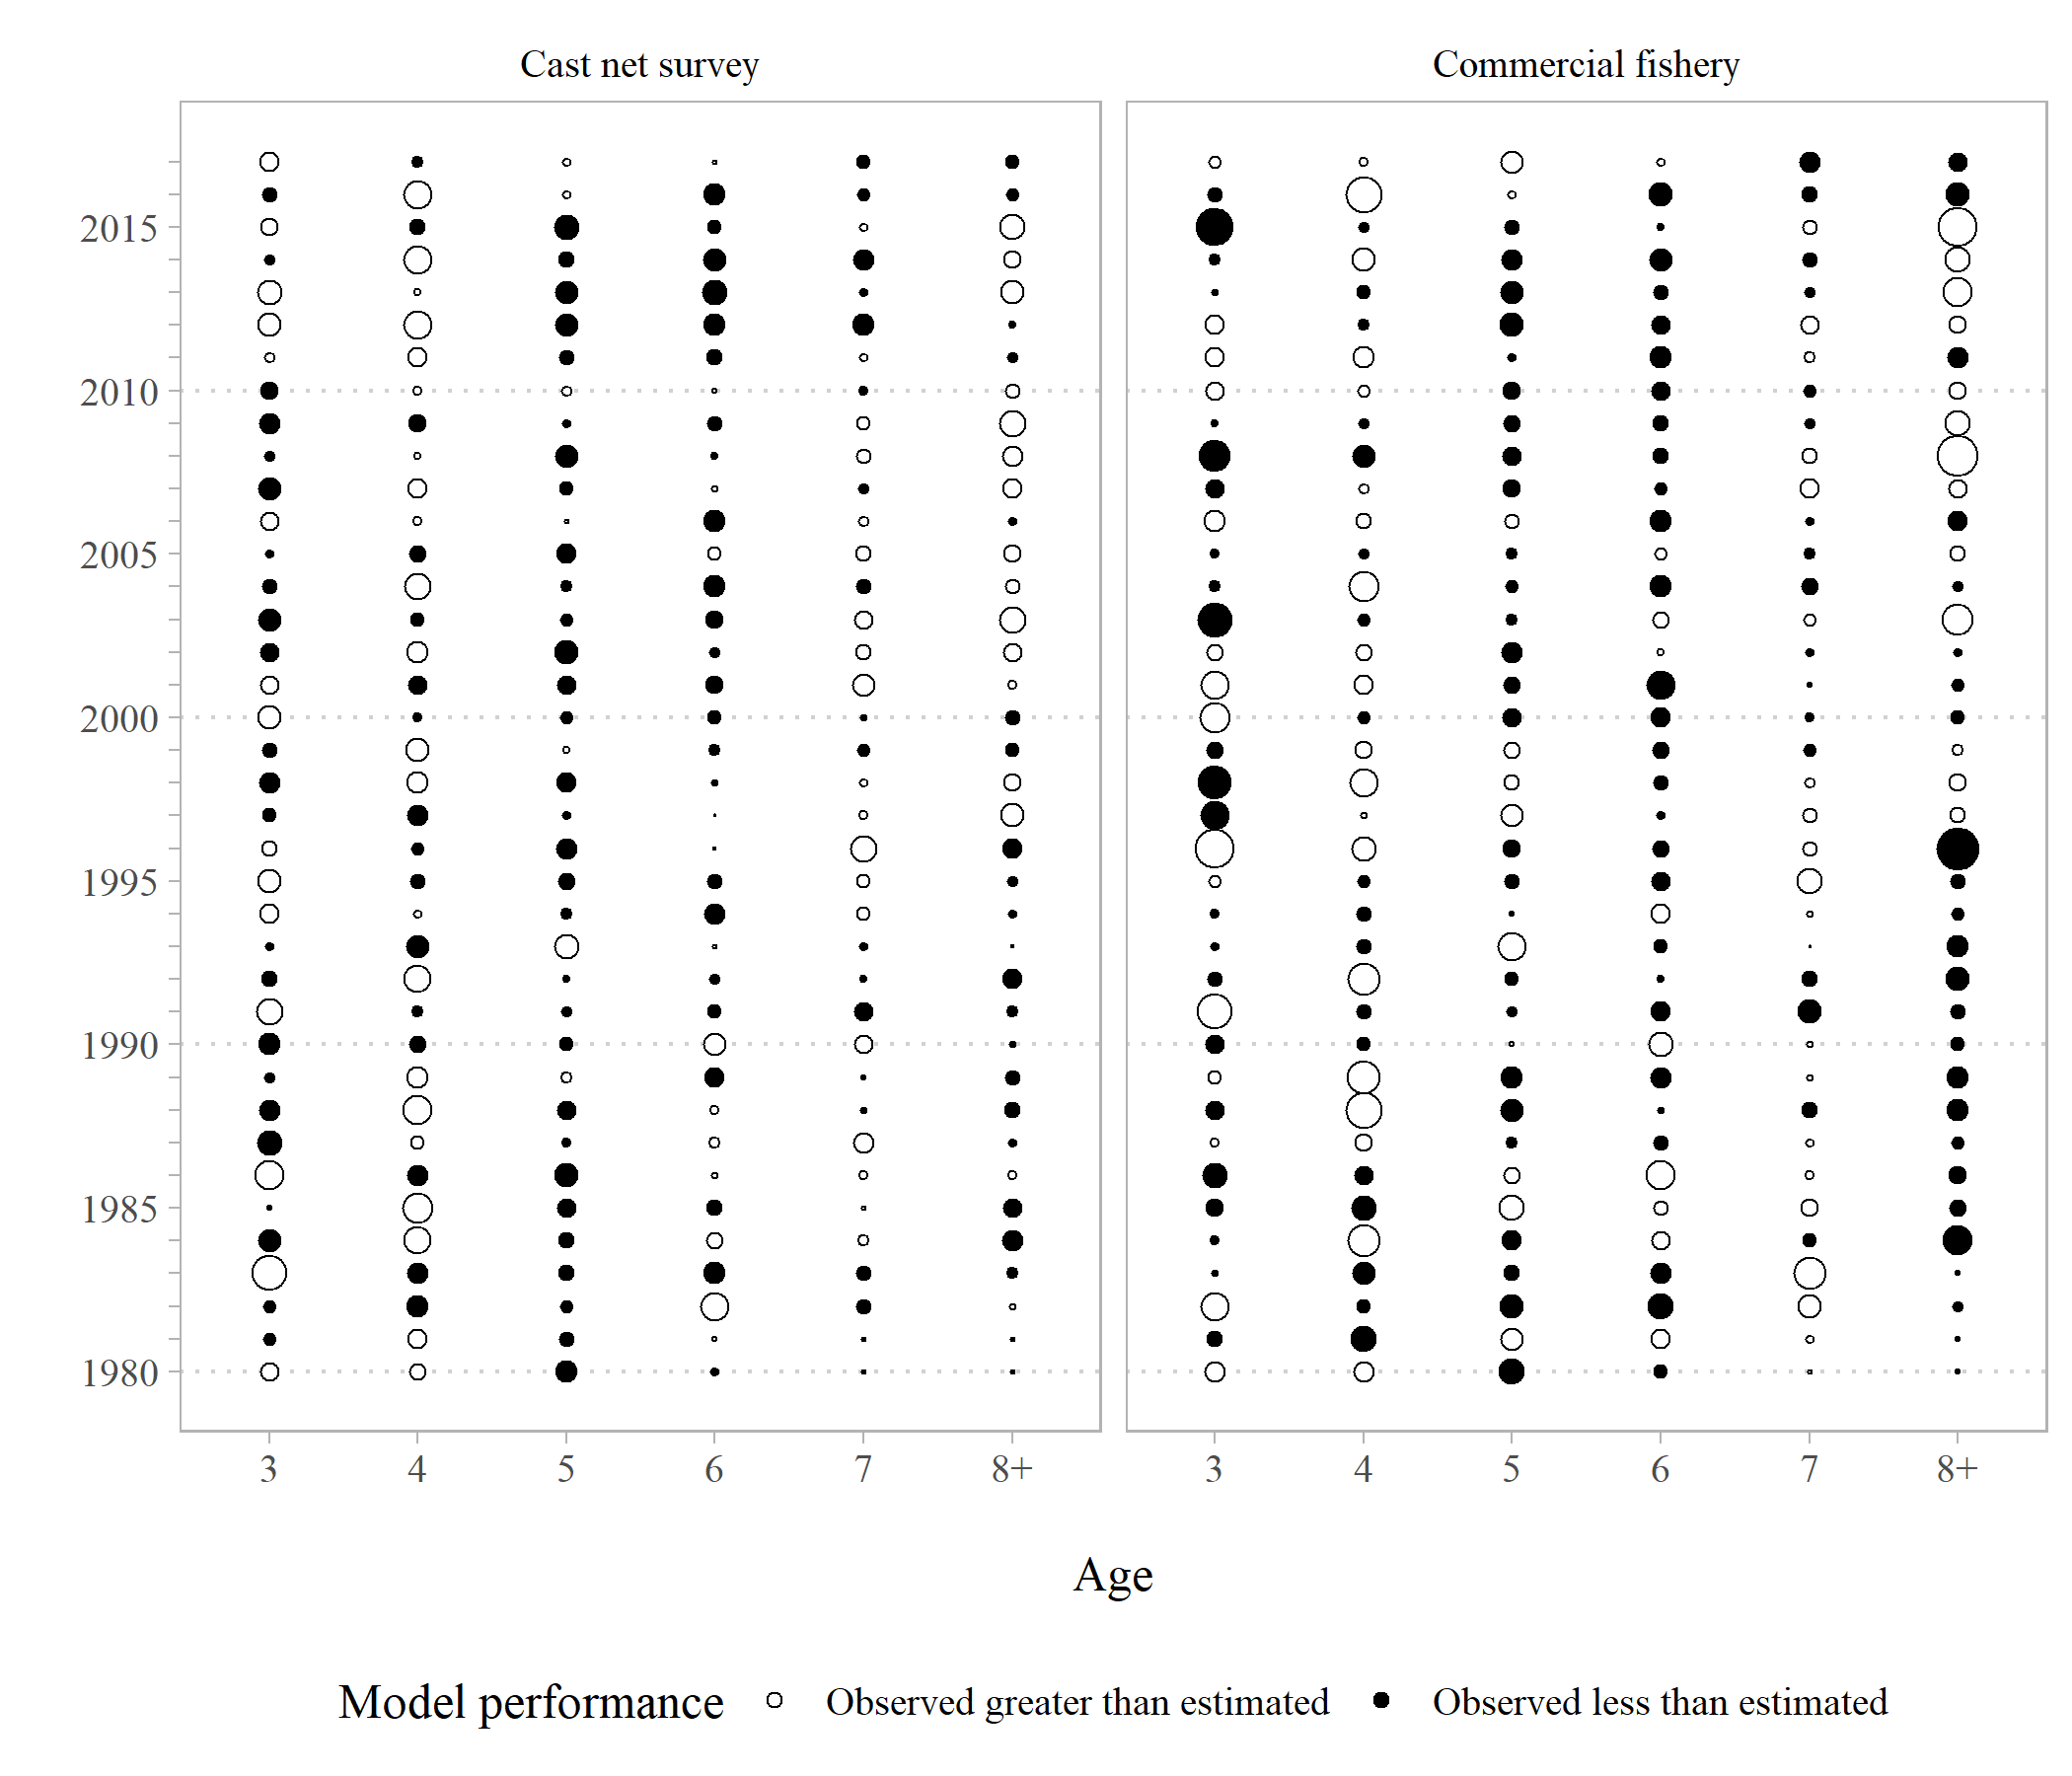 Cast net survey Commercial fishery
2015
2010
2005
2000
1995
1990
1985
1980
3 4 5 6 7 8+ 3 4 5 6 7 8+
Age
Model performance Observed greater than estimated Observed less than estimated